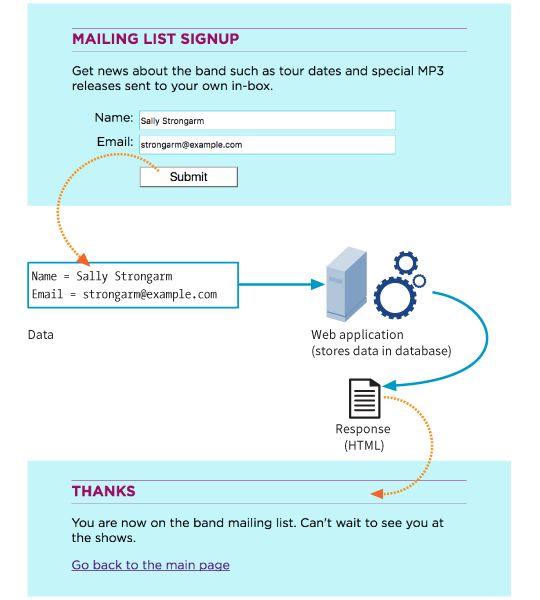 MAILING LIST SIGNUP
Get news about the band such as tour dates and special MP3
releases sent to your own in-box.
Name: Sally Strongarm
Email: strongarm@example.com
Submit
Name = Sally Strongarm
Email = strongarm@example.com
Data
Web application
(stores data in database)
Response
(HTML)
THANKS
You are now on the band mailing list. Can't wait to see you at
the shows.
Go back to the main page